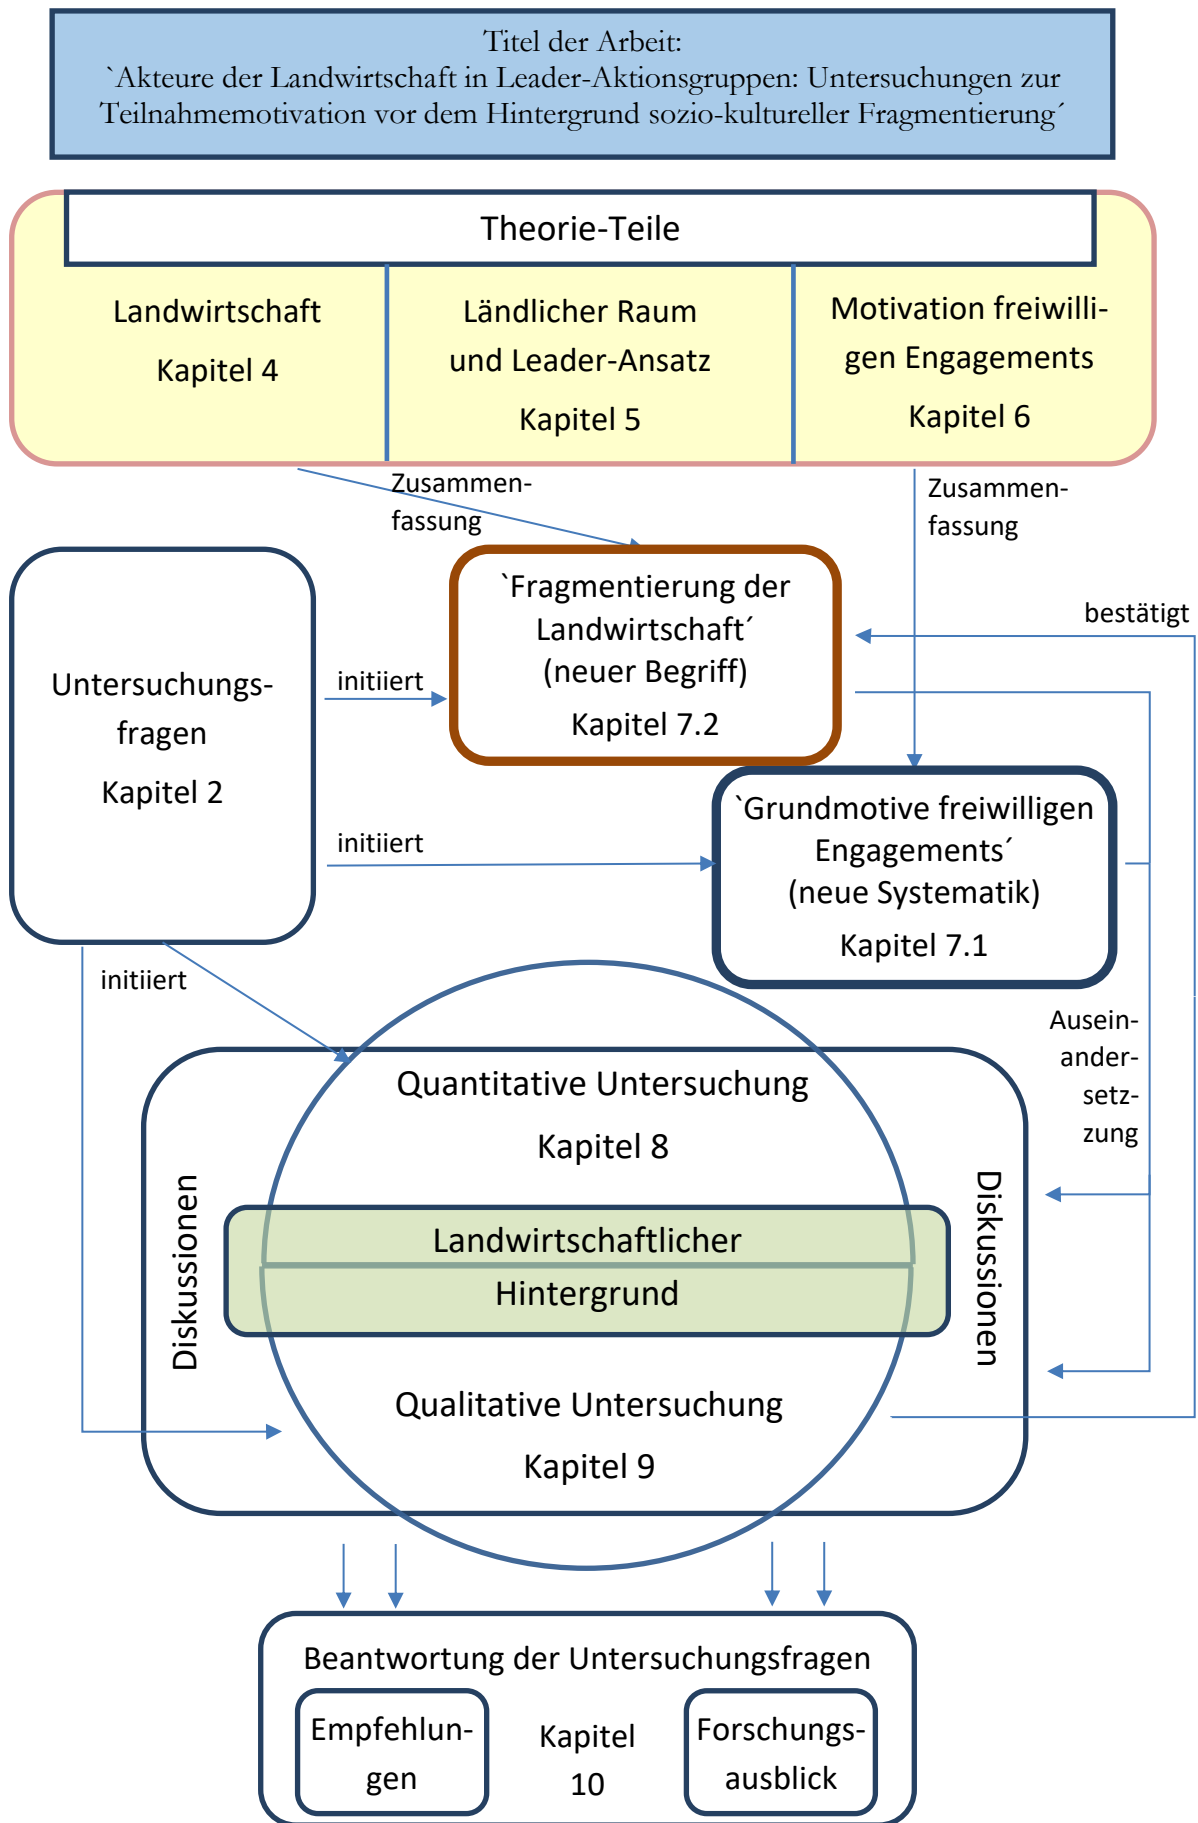 Titel der Arbeit:
`Akteure der Landwirtschaft in Leader-Aktionsgruppen: Untersuchungen zur
Teilnahmemotivation vor dem Hintergrund sozio-kultureller Fragmentierung´
Theorie-Teile
Landwirtschaft
Kapitel 4
Ländlicher Raum
und Leader-Ansatz
Kapitel 5
Motivation freiwilli-
gen Engagements
Kapitel 6
Zusammen-
fassung
Zusammen-
fassung
Untersuchungs-
fragen
Kapitel 2
initiiert
`Fragmentierung der
Landwirtschaft´
(neuer Begriff)
Kapitel 7.2
bestätigt
initiiert
`Grundmotive freiwilligen
Engagements´
(neue Systematik)
Kapitel 7.1
initiiert
Ausein-
ander-
setz-
zung
Quantitative Untersuchung
Kapitel 8
Diskussionen
Landwirtschaftlicher
Hintergrund
Diskussionen
Qualitative Untersuchung
Kapitel 9
Beantwortung der Untersuchungsfragen
Empfehlun-
gen
Kapitel
10
Forschungs-
ausblick